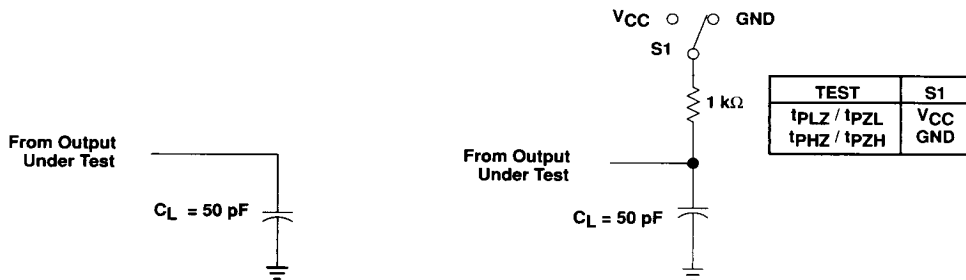 From Output
Under Test
CL = 50 pF
VCC
GND
S1
1 kΩ
From Output
Under Test
CL = 50 pF
TEST S1
tPLZ / tPZL VCC
tPHZ / tPZH GND